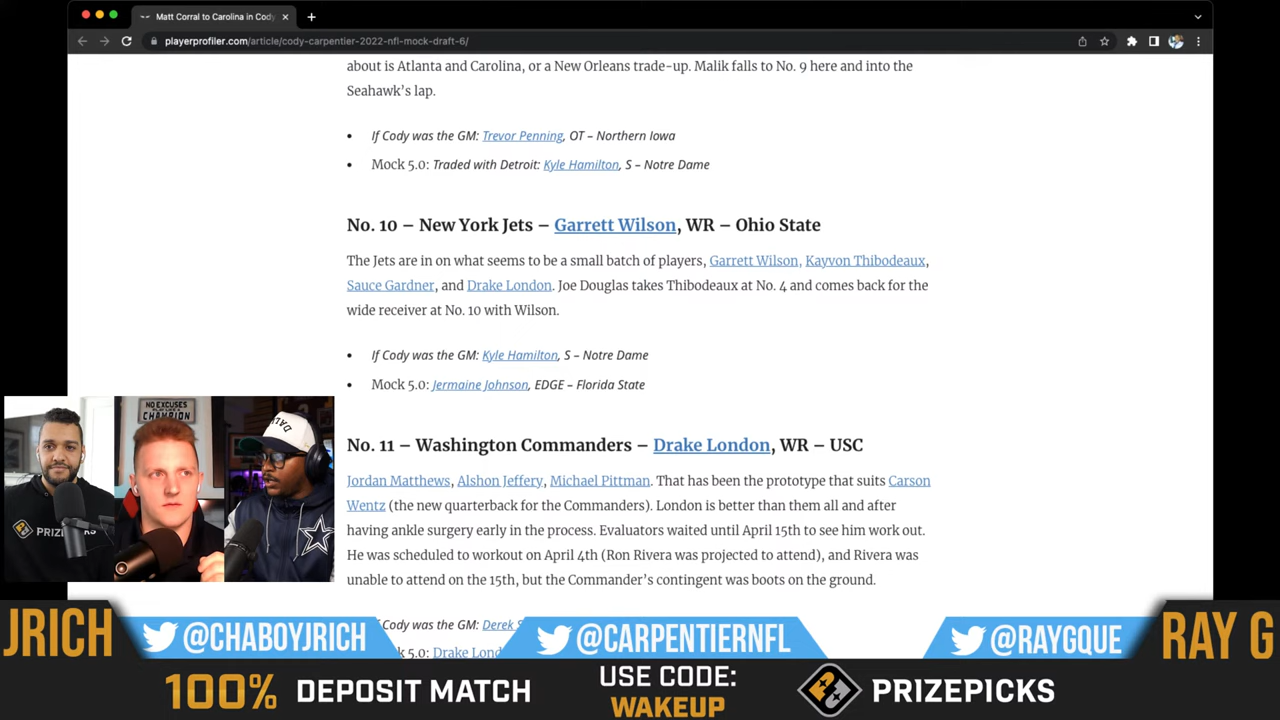 Matt Corral to Carolina in Cody
playerprofiler.com/article/cody-carpentier-2022-nfl-mock-draft-6/
about is Atlanta and Carolina, or a New Orleans trade-up. Malik falls to No. 9 here and into the
Seahawk's lap.
• If Cody was the GM: Trevor Penning, OT – Northern Iowa
• Mock 5.0: Traded with Detroit: Kyle Hamilton, S – Notre Dame
No. 10 – New York Jets – Garrett Wilson, WR – Ohio State
The Jets are in on what seems to be a small batch of players, Garrett Wilson, Kayvon Thibodeaux,
Sauce Gardner, and Drake London. Joe Douglas takes Thibodeaux at No. 4 and comes back for the
wide receiver at No. 10 with Wilson.
• If Cody was the GM: Kyle Hamilton, S – Notre Dame
• Mock 5.0: Jermaine Johnson, EDGE – Florida State
No. 11 – Washington Commanders – Drake London, WR – USC
Jordan Matthews, Alshon Jeffery, Michael Pittman. That has been the prototype that suits Carson
Wentz (the new quarterback for the Commanders). London is better than them all and after
having ankle surgery early in the process. Evaluators waited until April 15th to see him work out.
He was scheduled to workout on April 4th (Ron Rivera was projected to attend), and Rivera was
unable to attend on the 15th, but the Commander's contingent was boots on the ground.
Cody was the GM: Derek S
5.0: Drake Lond
NO EXCUSES
CHAMPION
PRIZEPICKS
JRICH @CHABOYJRICH @CARPENTIERNFL @RAYGQUE RAY G
100% DEPOSIT MATCH
USE CODE:
WAKEUP
PRIZEPICKS